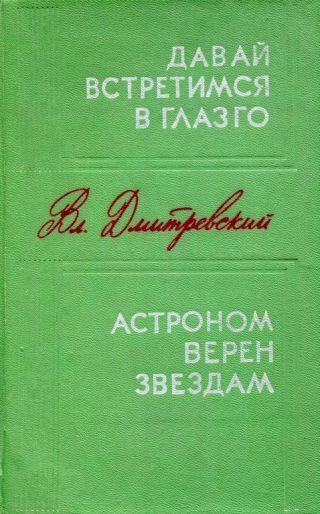 ДАВАЙ
ВСТРЕТИМСЯ
В ГЛАЗГО
Вл. Дмитревский
АСТРОНОМ
ВЕРЕН
ЗВЕЗДАМ